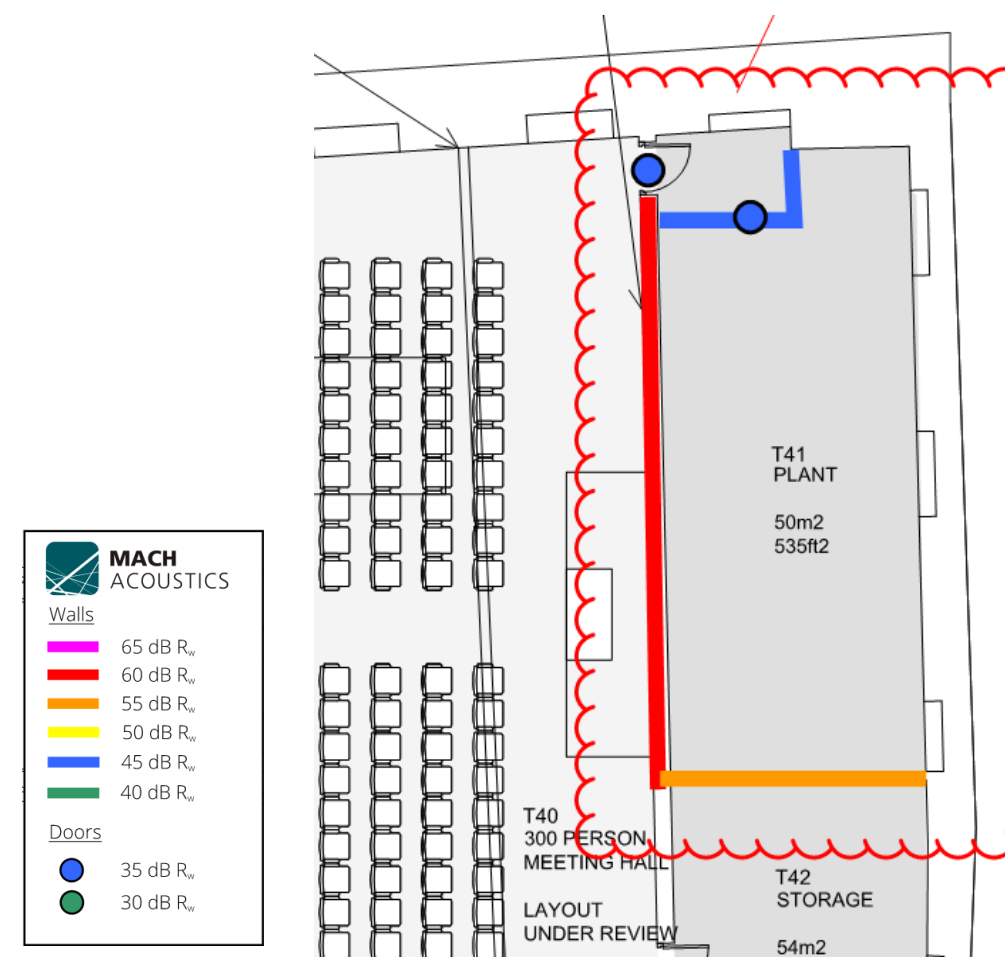 MACH
ACOUSTICS
Walls
65 dB Rw
60 dB Rw
55 dB Rw
50 dB Rw
45 dB Rw
40 dB Rw
Doors
35 dB Rw
30 dB Rw
T41
PLANT
50m2
535ft2
T40
300 PERSON
MEETING HALL
LAYOUT
UNDER REVIEW
T42
STORAGE
54m2